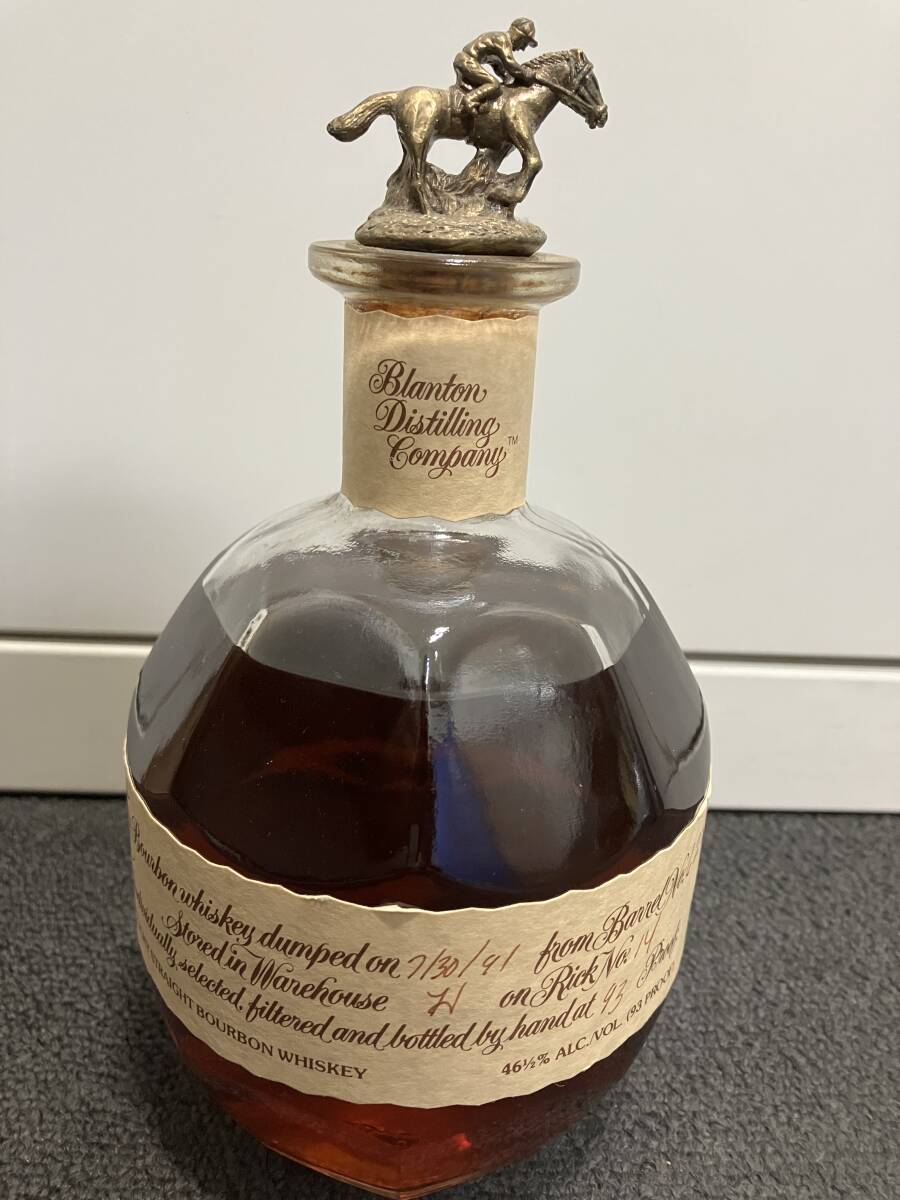 Blanton
Distilling
Company™
Bourbon whiskey dumped on 7/30/91 from Barrel No.
Stored in Warehouse H on Rick No. 14
individually selected, filtered and bottled by hand at 93 Proof
STRAIGHT BOURBON WHISKEY 46½% ALC./VOL. (93 PROOF)